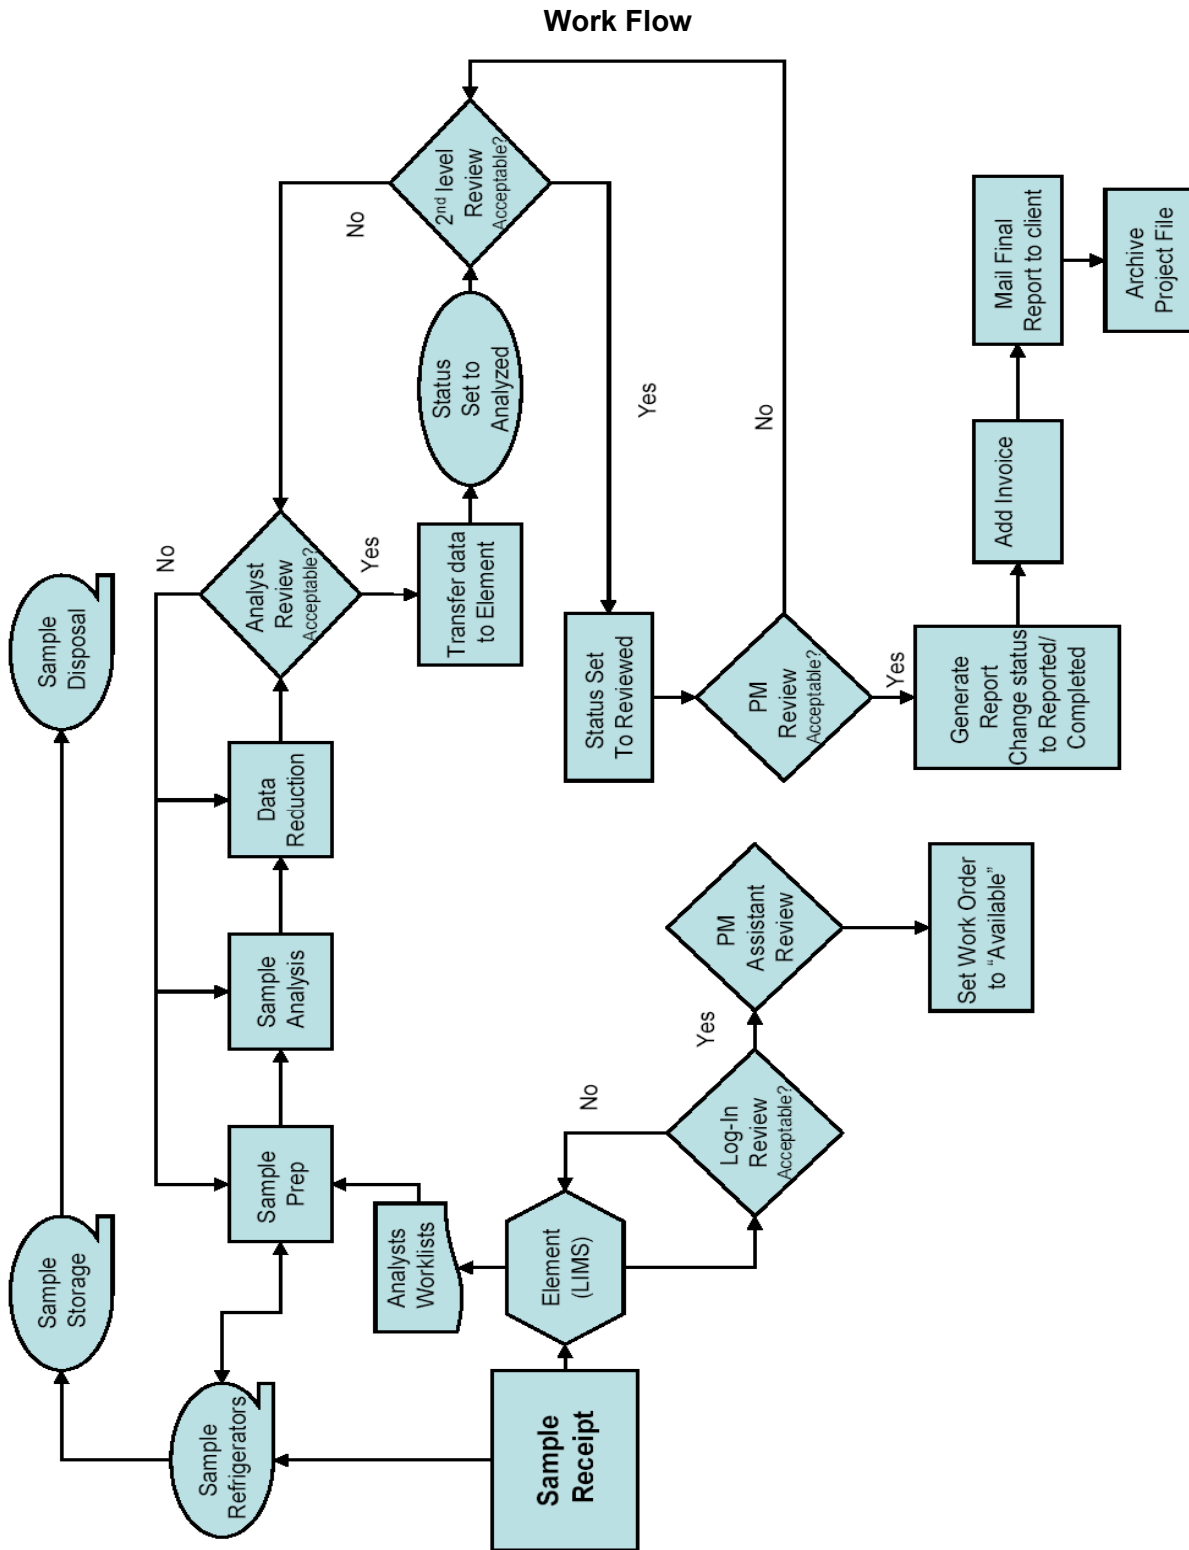 Work Flow
Sample
Disposal
Sample
Storage
Sample
Refrigerators
Sample
Receipt
Element
(LIMS)
Analysts
Worklists
Sample
Prep
Sample
Analysis
Data
Reduction
Analyst
Review
Acceptable?
No
Yes
Transfer data
to Element
Status
Set to
Analyzed
2nd level
Review
Acceptable?
No
Yes
Status Set
To Reviewed
PM
Review
Acceptable?
No
Yes
Generate
Report
Change status
to Reported/
Completed
Add Invoice
Mail Final
Report to client
Archive
Project File
Log-In
Review
Acceptable?
No
Yes
PM
Assistant
Review
Set Work Order
to “Available”